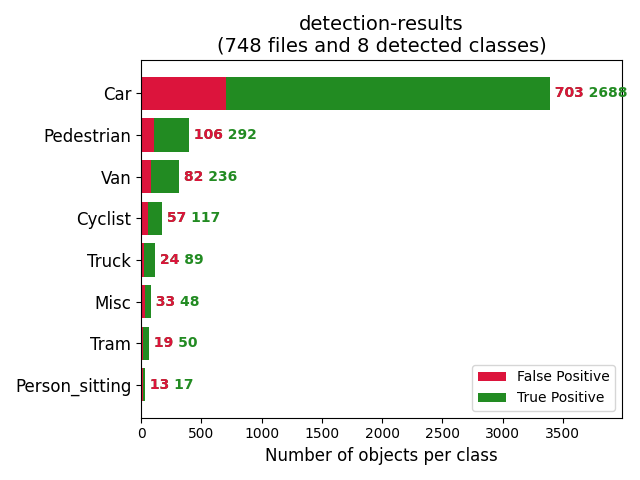 detection-results
(748 files and 8 detected classes)
Car 703 2688
Pedestrian 106 292
Van 82 236
Cyclist 57 117
Truck 24 89
Misc 33 48
Tram 19 50
Person_sitting 13 17
False Positive
True Positive
0 500 1000 1500 2000 2500 3000 3500
Number of objects per class